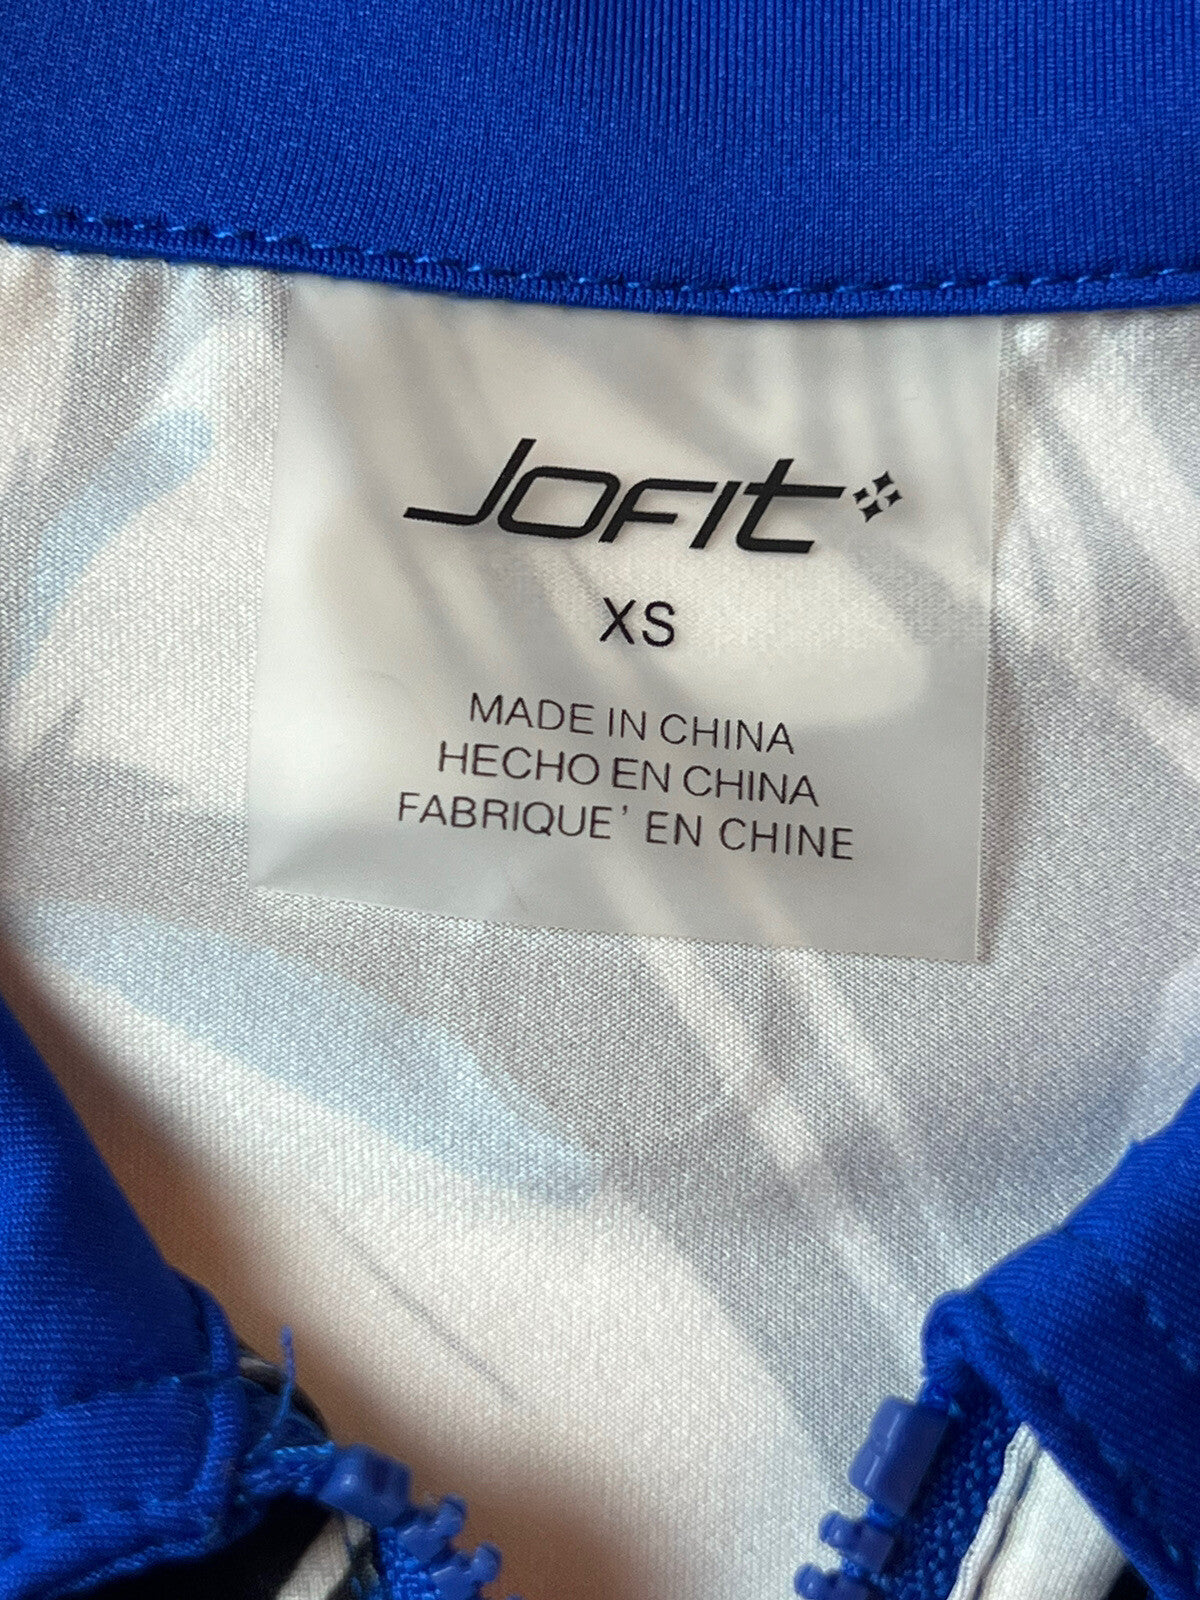 JOFIT
XS
MADE IN CHINA
HECHO EN CHINA
FABRIQUE' EN CHINE